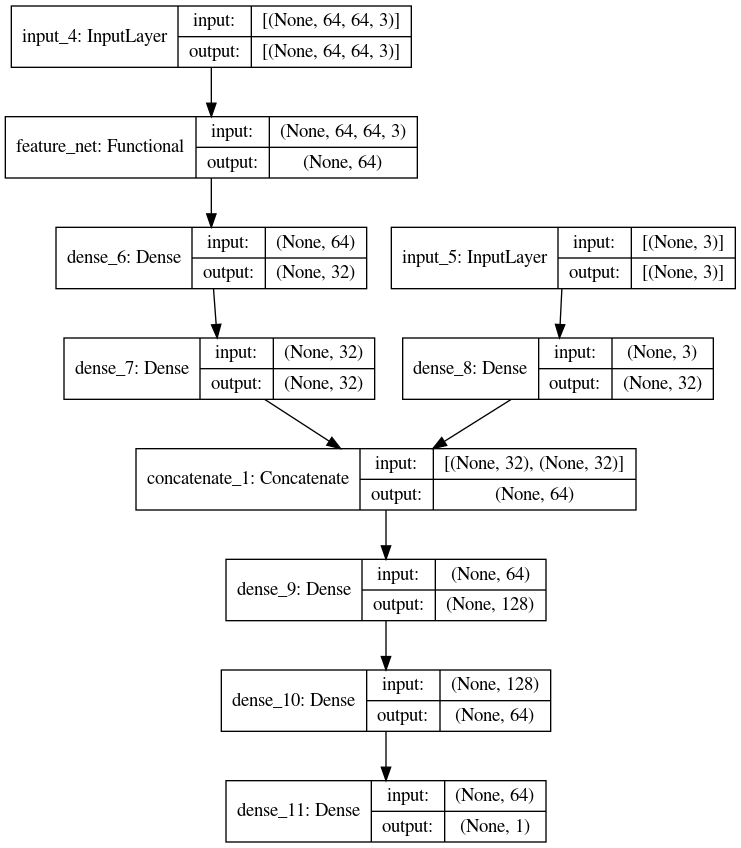 input_4: InputLayer
input:
[(None, 64, 64, 3)]
output:
[(None, 64, 64, 3)]
feature_net: Functional
input:
(None, 64, 64, 3)
output:
(None, 64)
dense_6: Dense
input:
(None, 64)
output:
(None, 32)
input_5: InputLayer
input:
[(None, 3)]
output:
[(None, 3)]
dense_7: Dense
input:
(None, 32)
output:
(None, 32)
dense_8: Dense
input:
(None, 3)
output:
(None, 32)
concatenate_1: Concatenate
input:
[(None, 32), (None, 32)]
output:
(None, 64)
dense_9: Dense
input:
(None, 64)
output:
(None, 128)
dense_10: Dense
input:
(None, 128)
output:
(None, 64)
dense_11: Dense
input:
(None, 64)
output:
(None, 1)